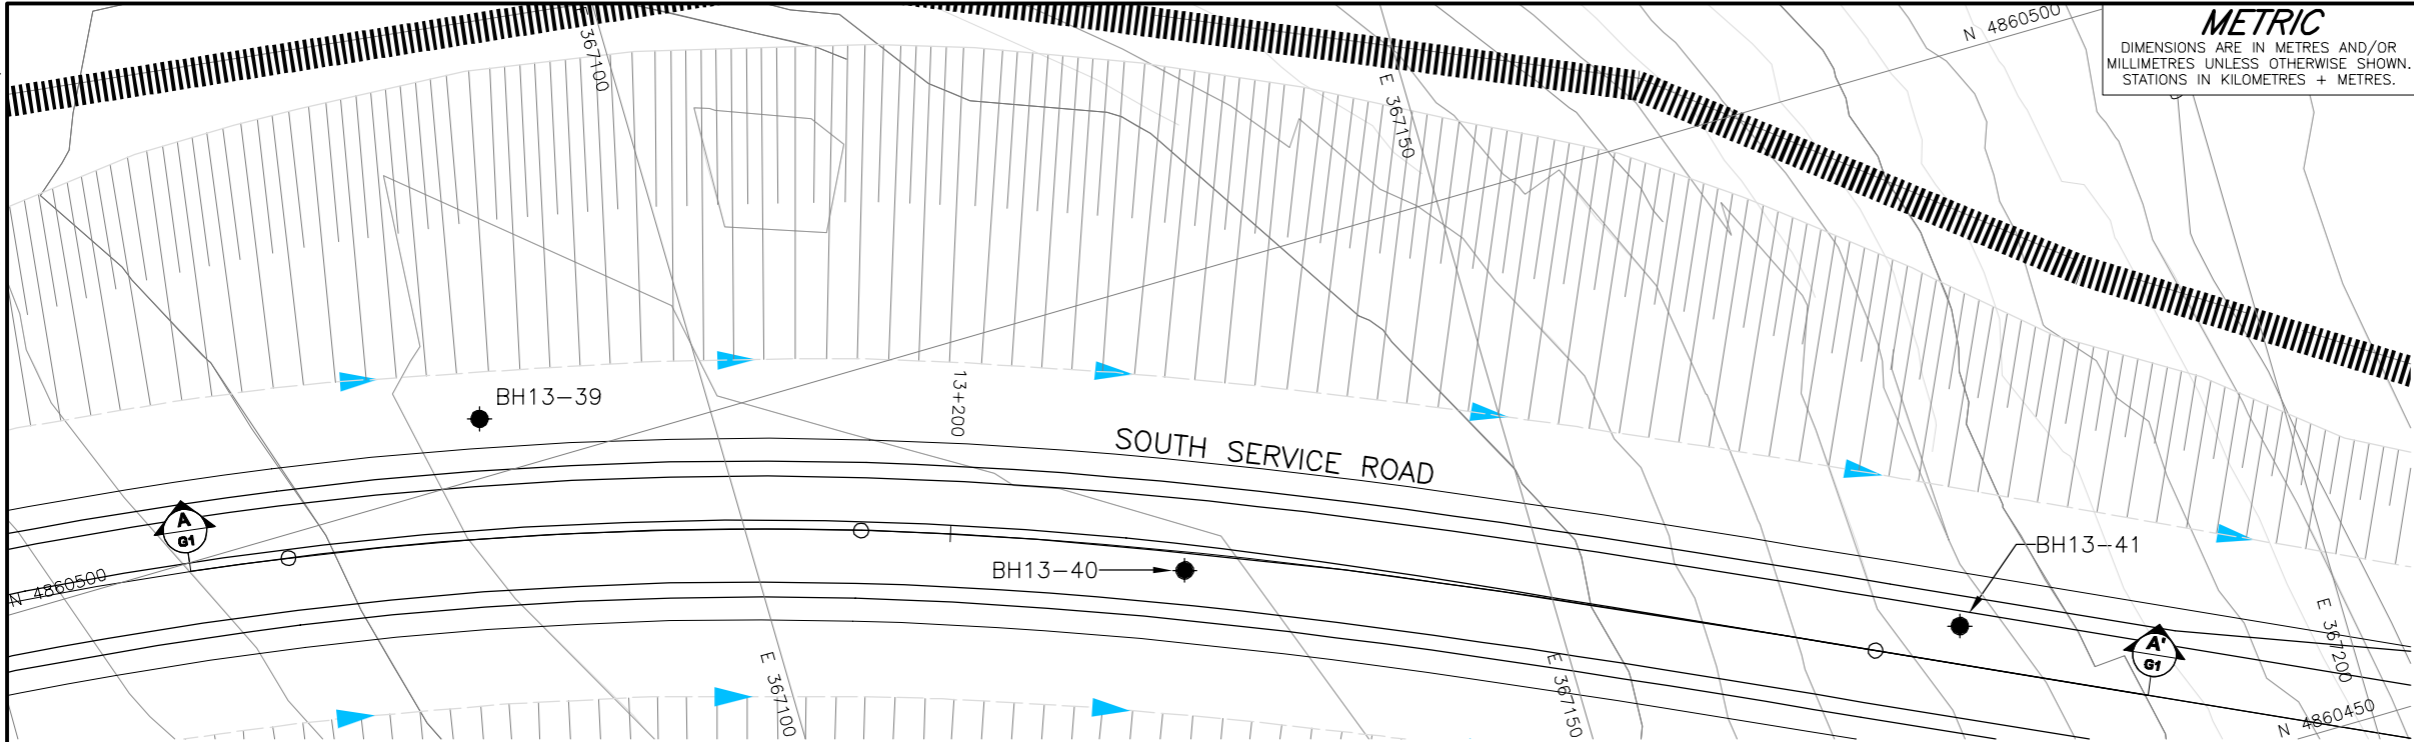 METRIC
DIMENSIONS ARE IN METRES AND/OR
MILLIMETRES UNLESS OTHERWISE SHOWN.
STATIONS IN KILOMETRES + METRES.
N 4860500
367100
E 367150
BH13-39
13+200
SOUTH SERVICE ROAD
A
G1
BH13-40
BH13-41
N 4860500
A'
G1
E 367200
E 367100
E 367150
N 4860450